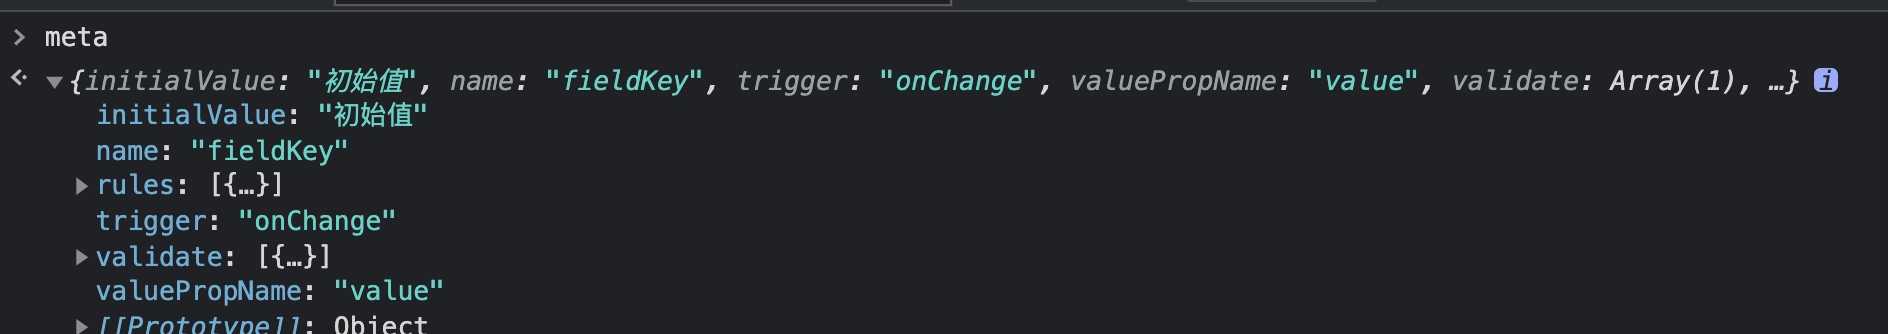 > meta
{initialValue: "初始值", name: "fieldKey", trigger: "onChange", valuePropName: "value", validate: Array(1), …} i
initialValue: "初始值"
name: "fieldKey"
rules: [{…}]
trigger: "onChange"
validate: [{…}]
valuePropName: "value"
[[Prototype]]: Object